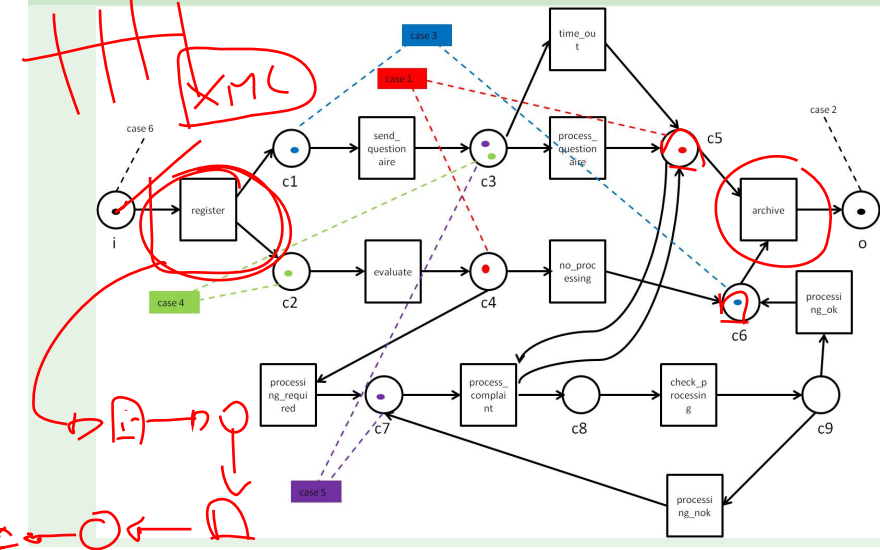 time_ou
t
case 3
case 1
XML
case 2
case 6
send_
question
aire
process_
questionn
aire
c5
c1
c3
register
archive
i
o
evaluate
no_proc
essing
case 4
c2
c4
processi
ng_ok
c6
processi
ng_requi
red
process_
complai
nt
check_p
rocessin
g
c7
c8
c9
case 5
processi
ng_nok